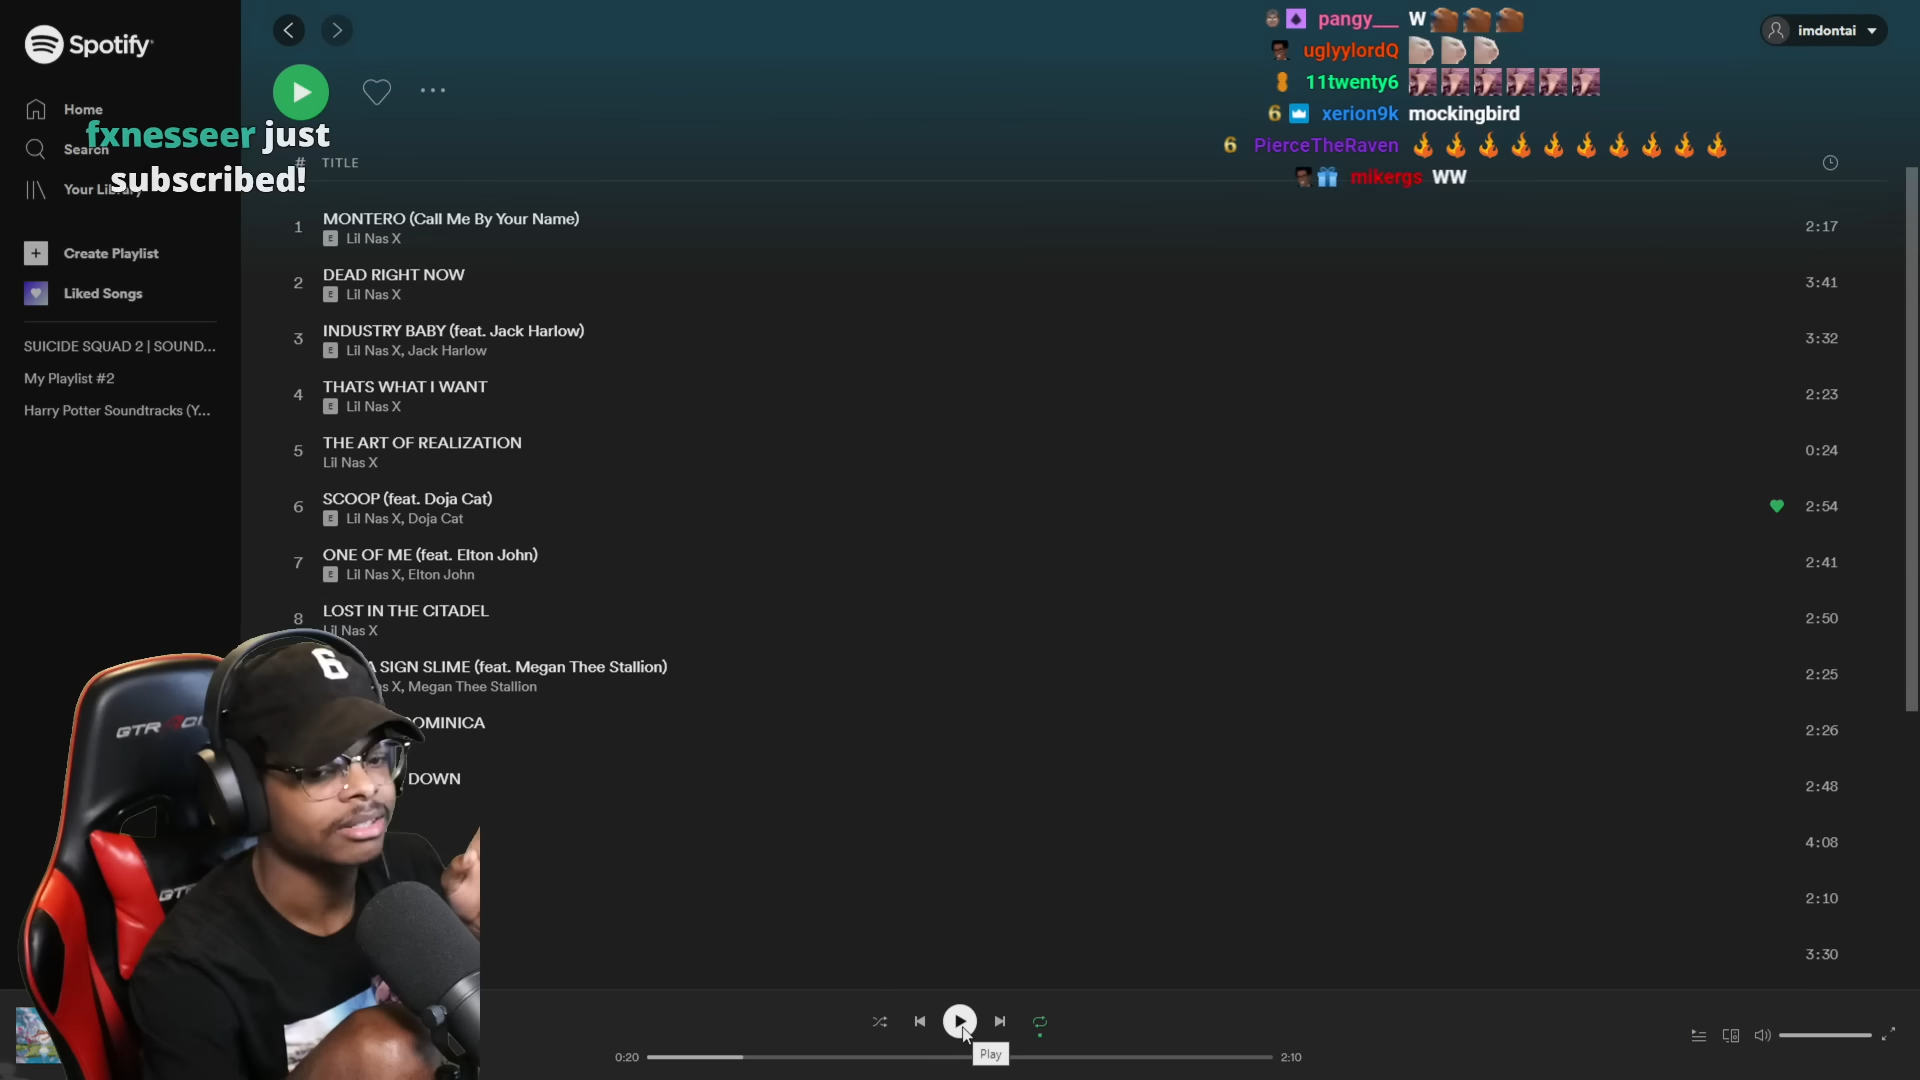 Spotify
imdontai
pangy___ W
uglyylordQ
11twenty6
6 xerion9k mockingbird
6 PierceTheRaven
mikergs WW
Home
Search
Your Library
fxnesseer just
subscribed!
Create Playlist
Liked Songs
SUICIDE SQUAD 2 | SOUND...
My Playlist #2
Harry Potter Soundtracks (Y...
# TITLE
1 MONTERO (Call Me By Your Name) 2:17
E Lil Nas X
2 DEAD RIGHT NOW 3:41
E Lil Nas X
3 INDUSTRY BABY (feat. Jack Harlow) 3:32
E Lil Nas X, Jack Harlow
4 THATS WHAT I WANT 2:23
E Lil Nas X
5 THE ART OF REALIZATION 0:24
Lil Nas X
6 SCOOP (feat. Doja Cat) 2:54
E Lil Nas X, Doja Cat
7 ONE OF ME (feat. Elton John) 2:41
E Lil Nas X, Elton John
8 LOST IN THE CITADEL 2:50
Lil Nas X
A SIGN SLIME (feat. Megan Thee Stallion) 2:25
s X, Megan Thee Stallion
OMINICA 2:26
DOWN 2:48
4:08
2:10
3:30
6
GTR
GT
0:20
2:10
Play